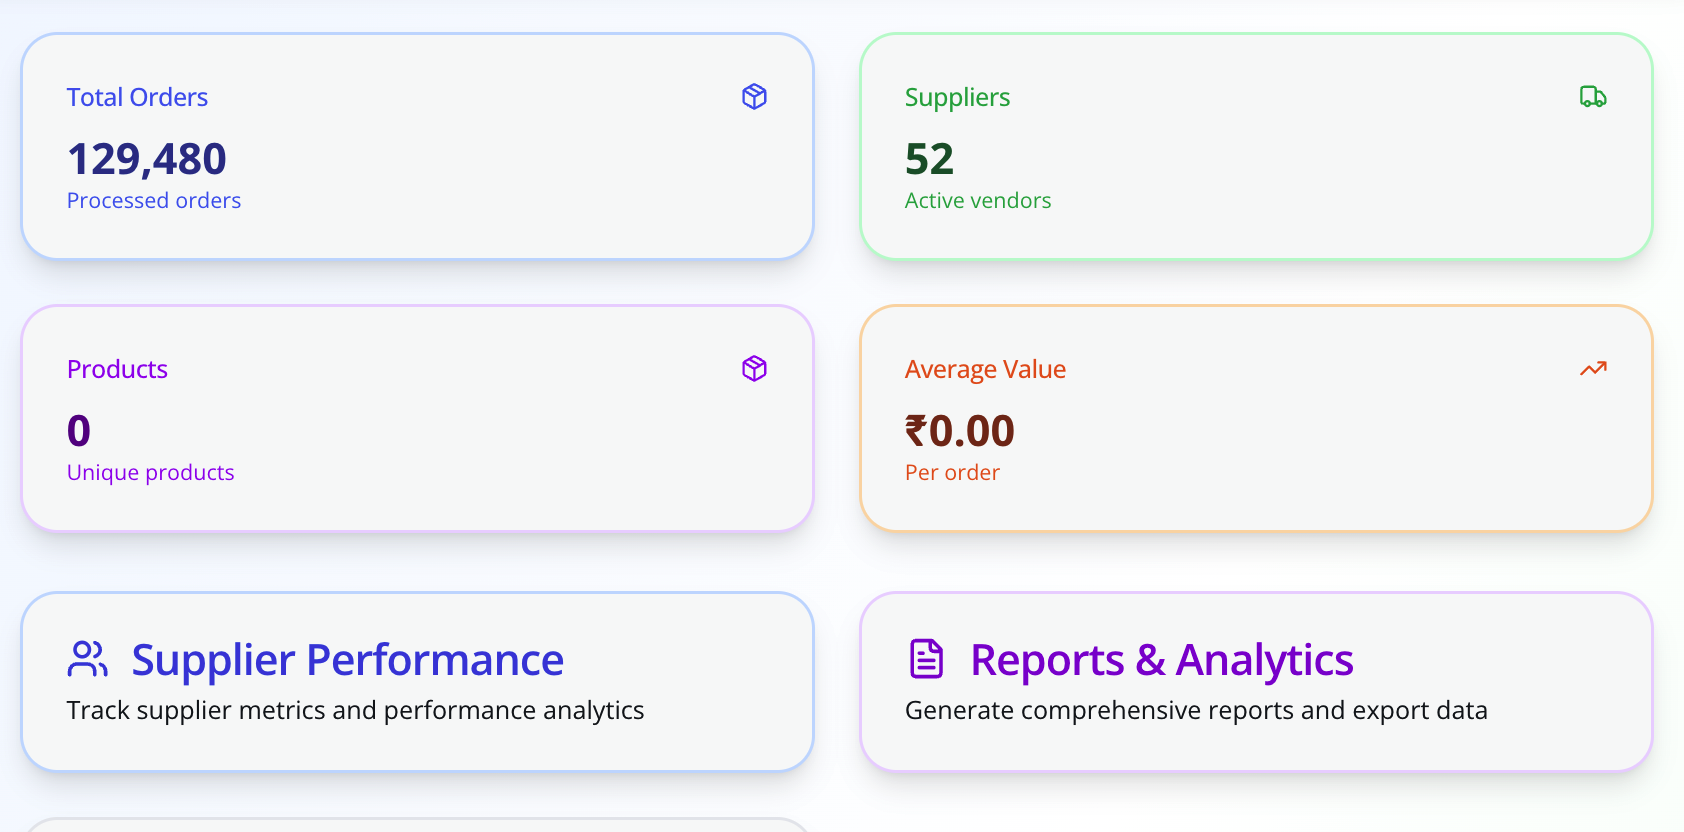 Total Orders
129,480
Processed orders
Suppliers
52
Active vendors
Products
0
Unique products
Average Value
₹0.00
Per order
Supplier Performance
Track supplier metrics and performance analytics
Reports & Analytics
Generate comprehensive reports and export data